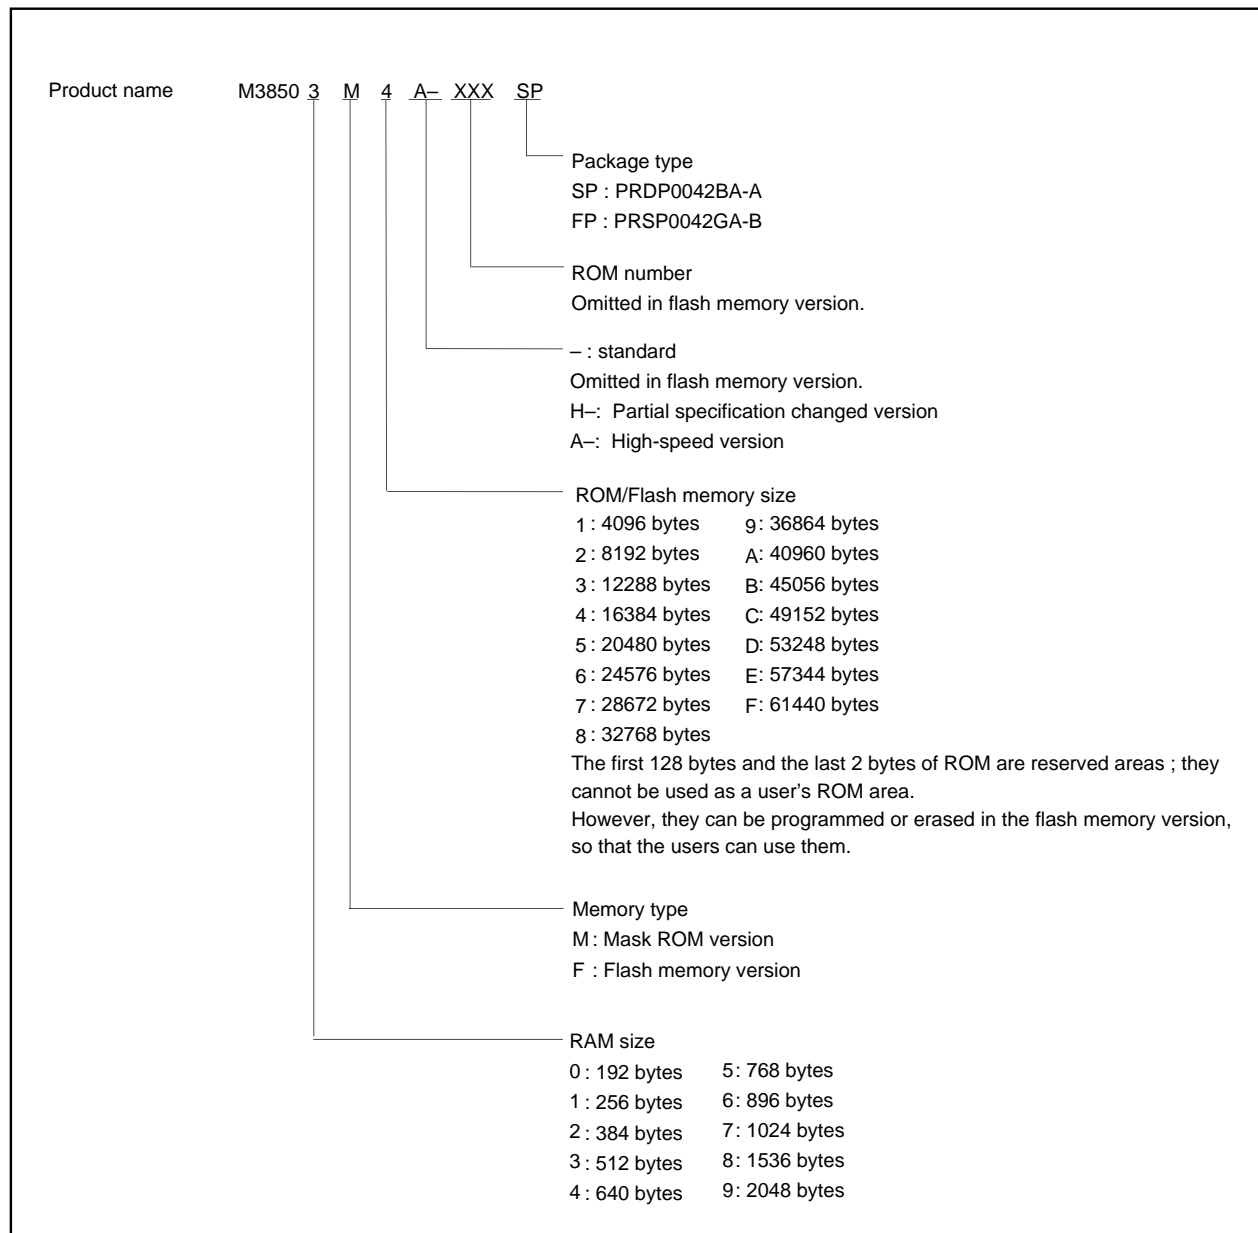 Product name M3850 3 M 4 A– XXX SP
Package type
SP : PRDP0042BA-A
FP : PRSP0042GA-B
ROM number
Omitted in flash memory version.
– : standard
Omitted in flash memory version.
H–: Partial specification changed version
A–: High-speed version
ROM/Flash memory size
1 : 4096 bytes 9: 36864 bytes
2 : 8192 bytes A: 40960 bytes
3 : 12288 bytes B: 45056 bytes
4 : 16384 bytes C: 49152 bytes
5 : 20480 bytes D: 53248 bytes
6 : 24576 bytes E: 57344 bytes
7 : 28672 bytes F: 61440 bytes
8 : 32768 bytes
The first 128 bytes and the last 2 bytes of ROM are reserved areas ; they
cannot be used as a user’s ROM area.
However, they can be programmed or erased in the flash memory version,
so that the users can use them.
Memory type
M : Mask ROM version
F : Flash memory version
RAM size
0 : 192 bytes 5 : 768 bytes
1 : 256 bytes 6 : 896 bytes
2 : 384 bytes 7 : 1024 bytes
3 : 512 bytes 8 : 1536 bytes
4 : 640 bytes 9 : 2048 bytes